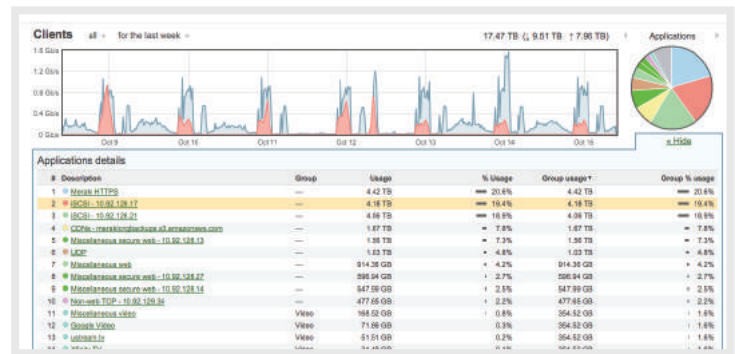 Clients all for the last week 17.47 TB (↓ 9.51 TB ↑ 7.96 TB) Applications
1.6 Gb/s
1.2 Gb/s
0.8 Gb/s
0.4 Gb/s
0 Gb/s
Oct 9 Oct 10 Oct 11 Oct 12 Oct 13 Oct 14 Oct 15
« Hide
Applications details
# Description Group Usage % Usage Group usage ▼ Group % usage
1 Meraki HTTPS — 4.42 TB 20.6% 4.42 TB 20.6%
2 iSCSI - 10.92.128.17 — 4.16 TB 19.4% 4.16 TB 19.4%
3 iSCSI - 10.92.128.21 — 4.06 TB 18.9% 4.06 TB 18.9%
4 CDNs - merakilogbackups.s3.amazonaws.com — 1.67 TB 7.8% 1.67 TB 7.8%
5 Miscellaneous secure web - 10.92.128.13 — 1.56 TB 7.3% 1.56 TB 7.3%
6 UDP — 1.03 TB 4.8% 1.03 TB 4.8%
7 Miscellaneous web — 914.36 GB 4.2% 914.36 GB 4.2%
8 Miscellaneous secure web - 10.92.128.27 — 596.94 GB 2.7% 596.94 GB 2.7%
9 Miscellaneous secure web - 10.92.128.14 — 547.99 GB 2.5% 547.99 GB 2.5%
10 Non-web TCP - 10.92.129.34 — 477.65 GB 2.2% 477.65 GB 2.2%
11 Miscellaneous video Video 168.52 GB 0.8% 354.52 GB 1.6%
12 Google Video Video 71.86 GB 0.3% 354.52 GB 1.6%
13 ustream.tv Video 51.51 GB 0.2% 354.52 GB 1.6%